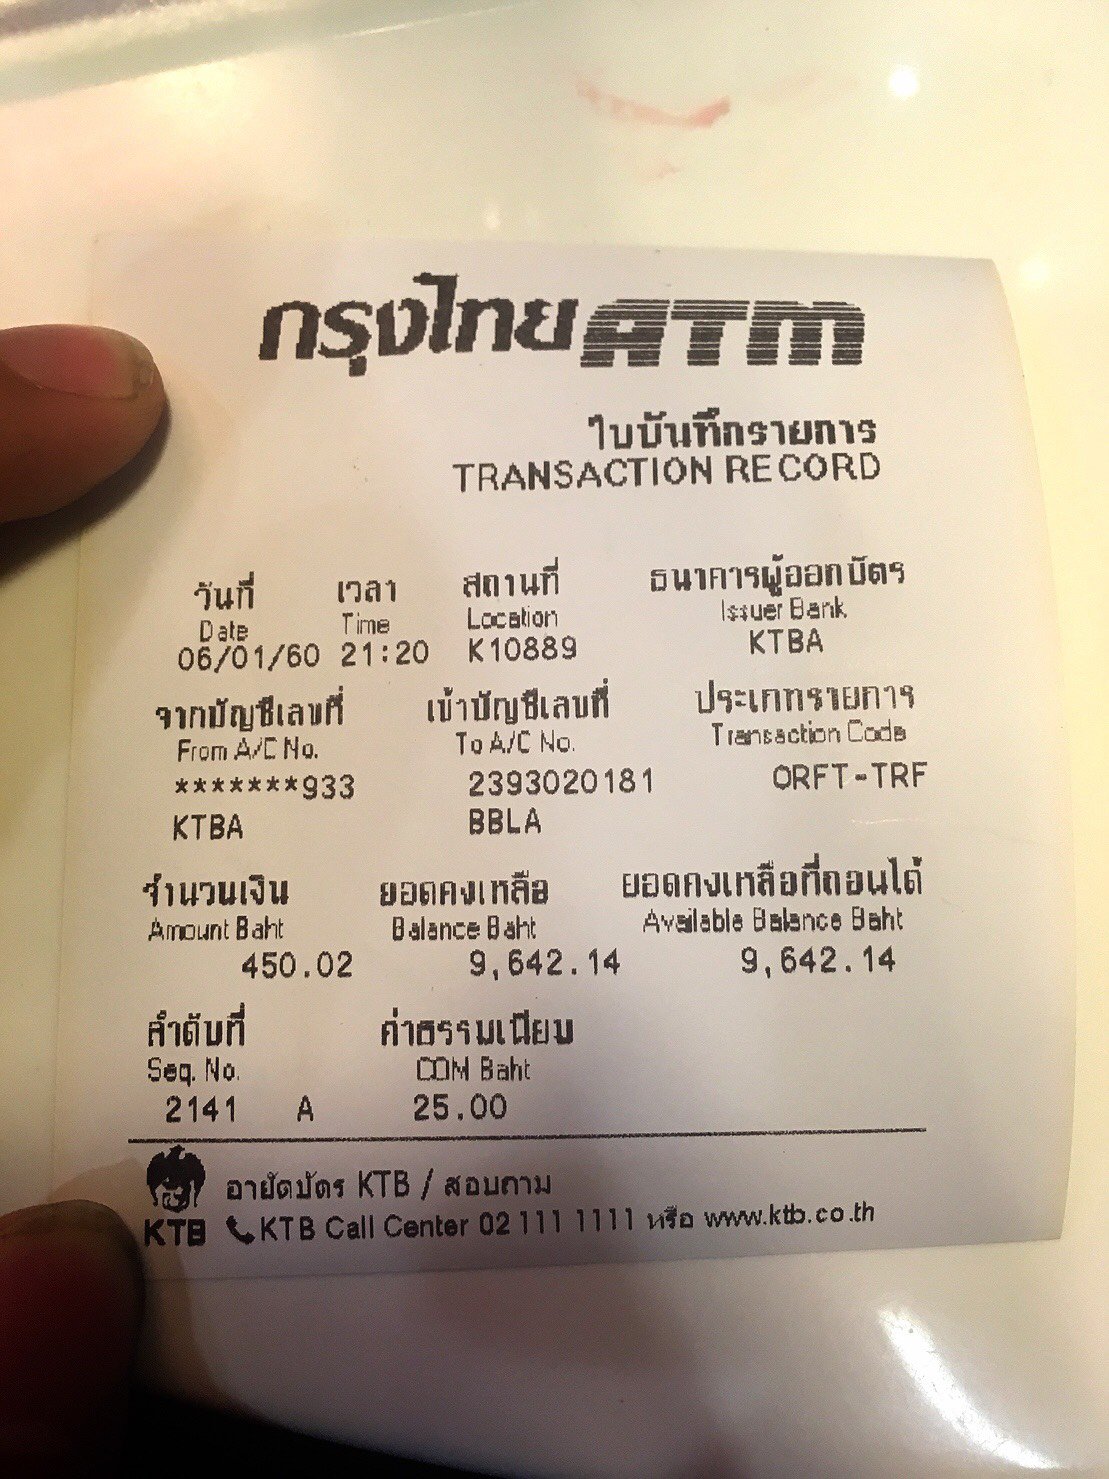 กรุงไทย ATM
ใบบันทึกรายการ
TRANSACTION RECORD
วันที่ เวลา สถานที่ ธนาคารผู้ออกบัตร
Date Time Location Issuer Bank
06/01/60 21:20 K10889 KTBA
จากบัญชีเลขที่ เข้าบัญชีเลขที่ ประเภทรายการ
From A/C No. To A/C No. Transaction Code
*******933 2393020181 ORFT-TRF
KTBA BBLA
จำนวนเงิน ยอดคงเหลือ ยอดคงเหลือที่ถอนได้
Amount Baht Balance Baht Available Balance Baht
450.02 9,642.14 9,642.14
ลำดับที่ ค่าธรรมเนียม
Seq. No. COM Baht
2141 A 25.00
อายัดบัตร KTB / สอบถาม
KTB KTB Call Center 02 111 1111 หรือ www.ktb.co.th